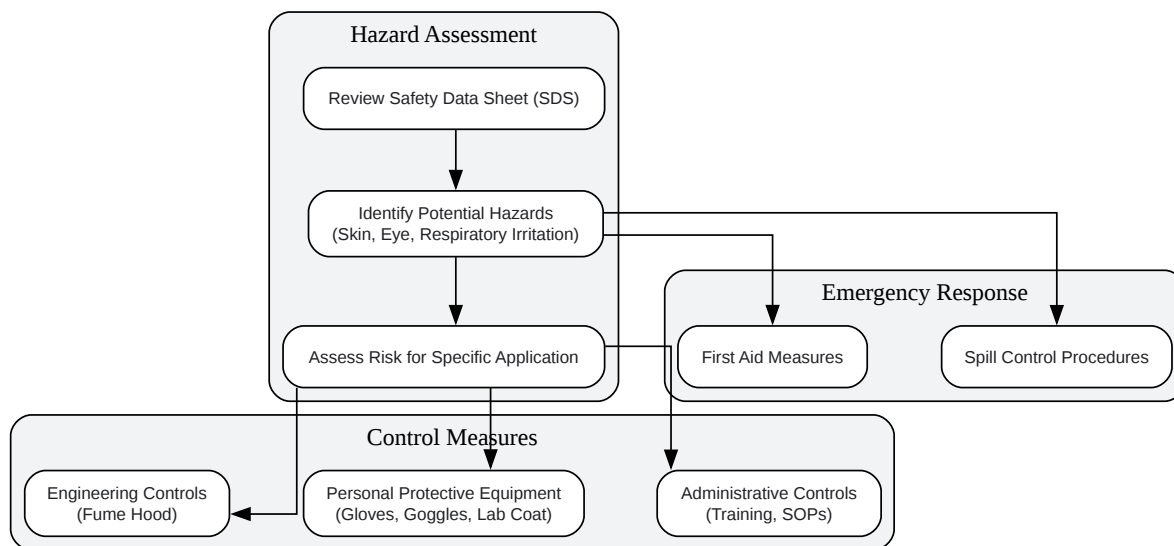 Hazard Assessment
Review Safety Data Sheet (SDS)
Identify Potential Hazards
(Skin, Eye, Respiratory Irritation)
Emergency Response
Assess Risk for Specific Application
First Aid Measures
Spill Control Procedures
Control Measures
Engineering Controls
(Fume Hood)
Personal Protective Equipment
(Gloves, Goggles, Lab Coat)
Administrative Controls
(Training, SOPs)